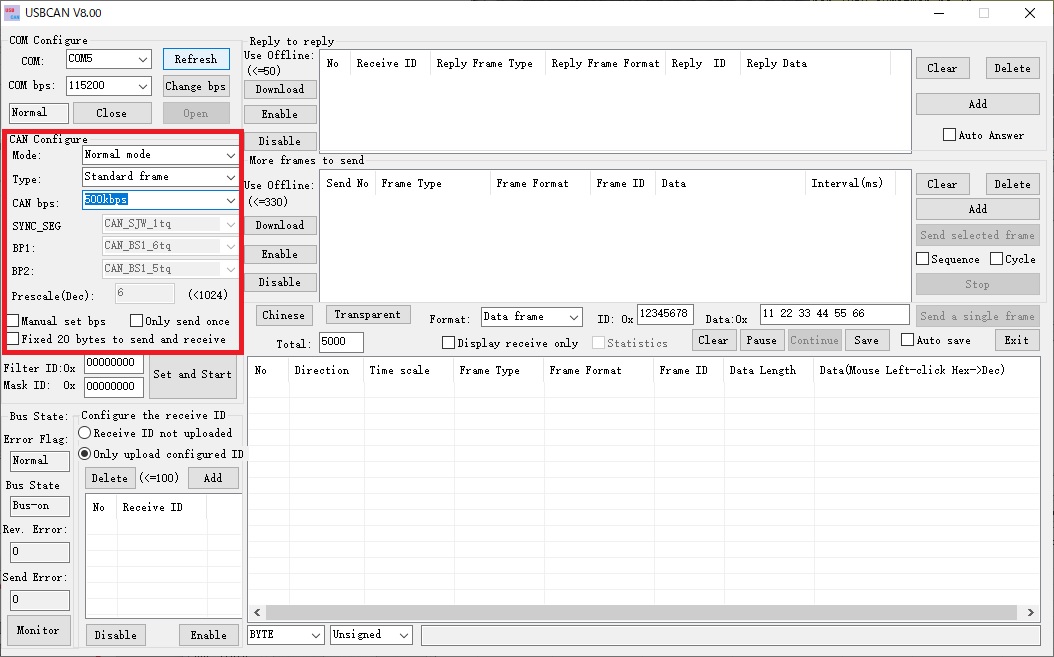 USBCAN V8.00
COM Configure
COM: COM5 Refresh
COM bps: 115200 Change bps
Normal Close Open
CAN Configure
Mode: Normal mode
Type: Standard frame
CAN bps: 500kbps
SYNC_SEG CAN_SJW_1tq
BP1: CAN_BS1_6tq
BP2: CAN_BS1_5tq
Prescale(Dec): 6 (<1024)
Manual set bps Only send once
Fixed 20 bytes to send and receive
Filter ID:0x 00000000
Mask ID: 0x 00000000
Set and Start
Bus State:
Error Flag:
Normal
Bus State
Bus-on
Rev. Error:
0
Send Error:
0
Monitor
Configure the receive ID
Receive ID not uploaded
Only upload configured ID
Delete (<=100) Add
No Receive ID
Disable Enable
Reply to reply
Use Offline:
(<=50)
Download
Enable
Disable
No Receive ID Reply Frame Type Reply Frame Format Reply ID Reply Data
Clear Delete
Add
Auto Answer
More frames to send
Use Offline:
(<=330)
Download
Enable
Disable
Send No Frame Type Frame Format Frame ID Data Interval(ms)
Clear Delete
Add
Send selected frame
Sequence Cycle
Stop
Chinese Transparent Format: Data frame ID: 0x 12345678 Data:0x 11 22 33 44 55 66 Send a single frame
Total: 5000 Display receive only Statistics Clear Pause Continue Save Auto save Exit
No Direction Time scale Frame Type Frame Format Frame ID Data Length Data(Mouse Left-click Hex->Dec)
BYTE Unsigned